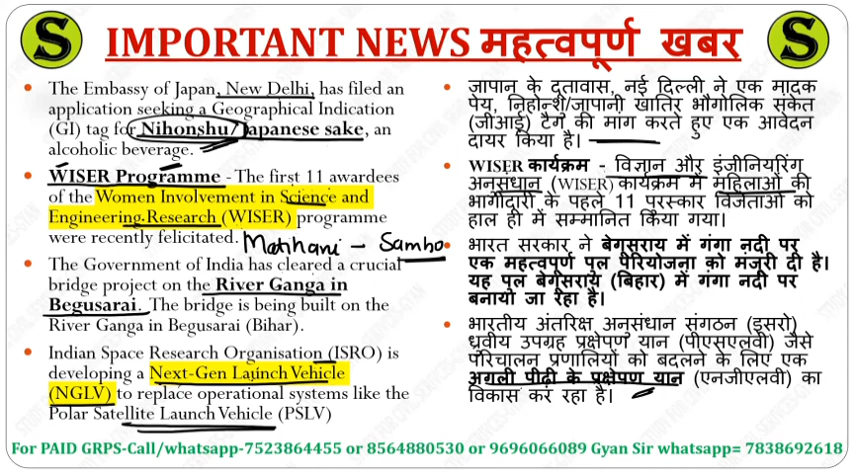 S
IMPORTANT NEWS महत्वपूर्ण खबर
S
• The Embassy of Japan, New Delhi, has filed an
application seeking a Geographical Indication
(GI) tag for Nihonshu/Japanese sake, an
alcoholic beverage.
• WISER Programme - The first 11 awardees
of the Women Involvement in Science and
Engineering Research (WISER) programme
were recently felicitated.
Matihani - Samho
• The Government of India has cleared a crucial
bridge project on the River Ganga in
Begusarai. The bridge is being built on the
River Ganga in Begusarai (Bihar).
• Indian Space Research Organisation (ISRO) is
developing a Next-Gen Launch Vehicle
(NGLV) to replace operational systems like the
Polar Satellite Launch Vehicle (PSLV)
• जापान के दूतावास, नई दिल्ली ने एक मादक
पेय, निहोन्शु/जापानी खातिर भौगोलिक संकेत
(जीआई) टैग की मांग करते हुए एक आवेदन
दायर किया है।
• WISER कार्यक्रम - विज्ञान और इंजीनियरिंग
अनुसंधान (WISER) कार्यक्रम में महिलाओं की
भागीदारी के पहले 11 पुरस्कार विजेताओं को
हाल ही में सम्मानित किया गया।
• भारत सरकार ने बेगूसराय में गंगा नदी पर
एक महत्वपूर्ण पुल परियोजना को मंजूरी दी है।
यह पुल बेगूसराय (बिहार) में गंगा नदी पर
बनाया जा रहा है।
• भारतीय अंतरिक्ष अनुसंधान संगठन (इसरो)
ध्रुवीय उपग्रह प्रक्षेपण यान (पीएसएलवी) जैसे
परिचालन प्रणालियों को बदलने के लिए एक
अगली पीढ़ी के प्रक्षेपण यान (एनजीएलवी) का
विकास कर रहा है।
For PAID GRPS-Call/whatsapp-7523864455 or 8564880530 or 9696066089 Gyan Sir whatsapp= 7838692618